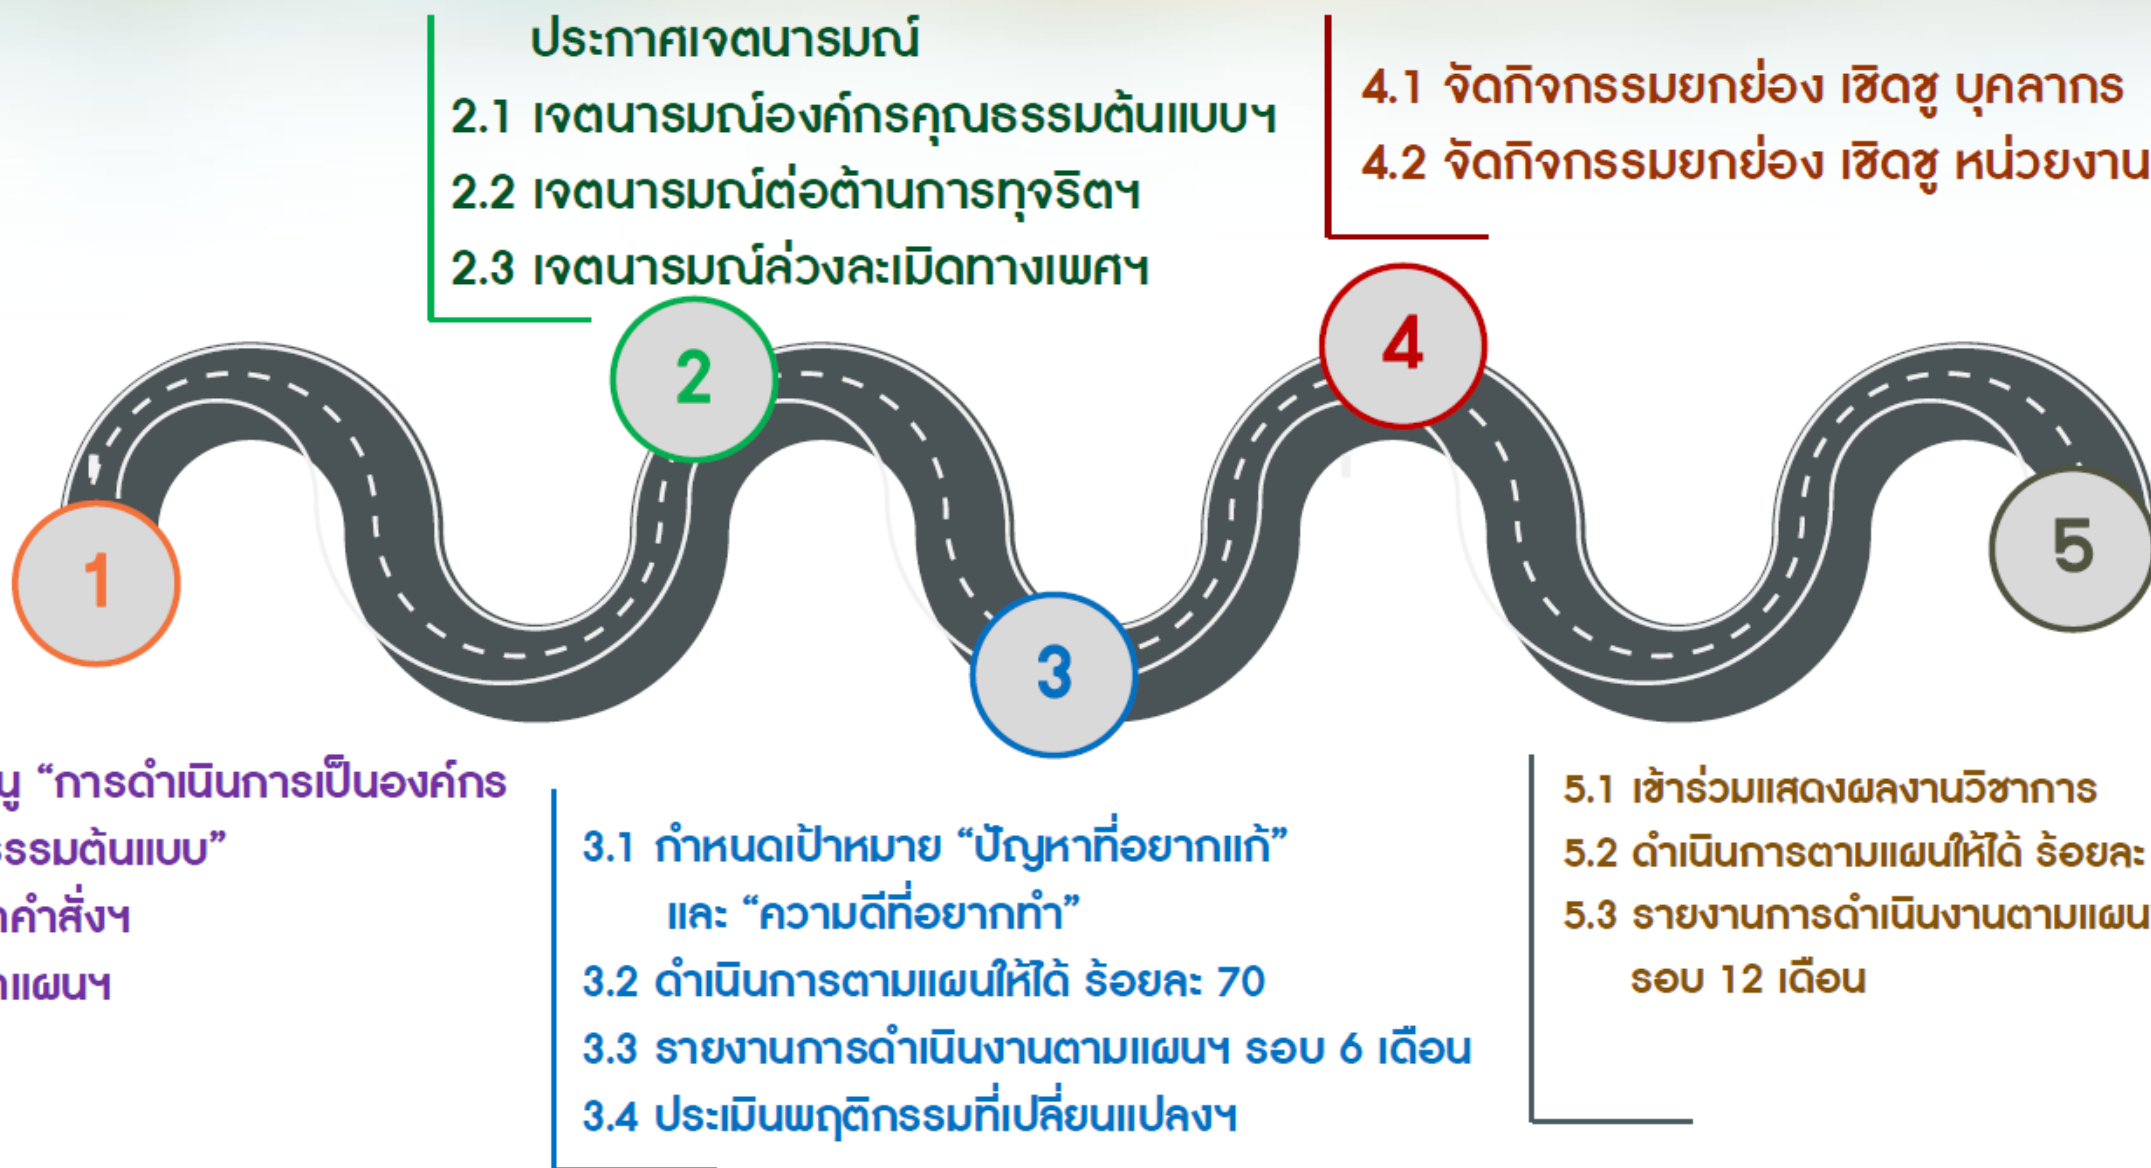 ประกาศเจตนารมณ์
2.1 เจตนารมณ์องค์กรคุณธรรมต้นแบบฯ
2.2 เจตนารมณ์ต่อต้านการทุจริตฯ
2.3 เจตนารมณ์ล่วงละเมิดทางเพศฯ
4.1 จัดกิจกรรมยกย่อง เชิดชู บุคลากร
4.2 จัดกิจกรรมยกย่อง เชิดชู หน่วยงาน
1
2
3
4
5
“การดำเนินการเป็นองค์กร
ธรรมต้นแบบ”
คำสั่งฯ
แผนฯ
3.1 กำหนดเป้าหมาย “ปัญหาที่อยากแก้”
และ “ความดีที่อยากทำ”
3.2 ดำเนินการตามแผนให้ได้ ร้อยละ 70
3.3 รายงานการดำเนินงานตามแผนฯ รอบ 6 เดือน
3.4 ประเมินพฤติกรรมที่เปลี่ยนแปลงฯ
5.1 เข้าร่วมแสดงผลงานวิชาการ
5.2 ดำเนินการตามแผนให้ได้ ร้อยละ
5.3 รายงานการดำเนินงานตามแผน
รอบ 12 เดือน